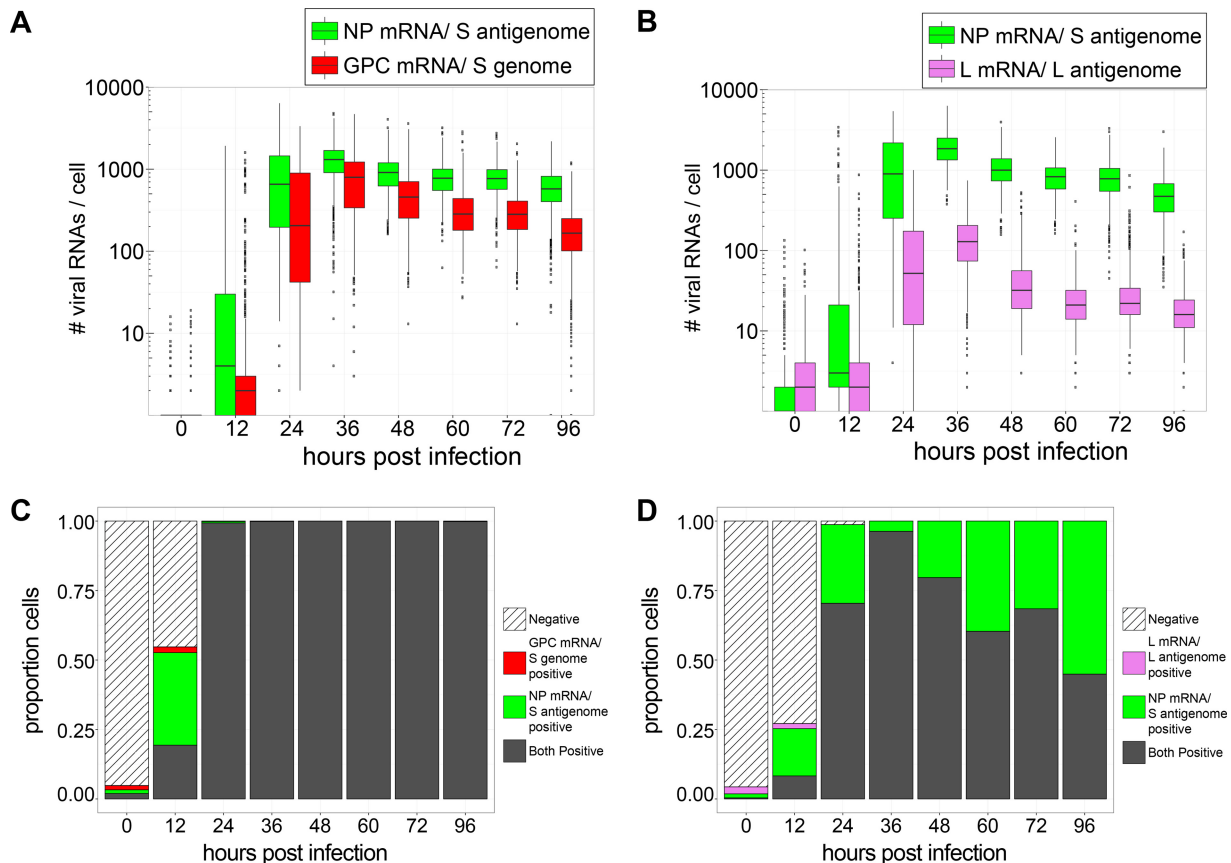 A
NP mRNA/ S antigenome
GPC mRNA/ S genome
# viral RNAs / cell
10000
1000
100
10
0 12 24 36 48 60 72 96
hours post infection
B
NP mRNA/ S antigenome
L mRNA/ L antigenome
# viral RNAs / cell
10000
1000
100
10
0 12 24 36 48 60 72 96
hours post infection
C
proportion cells
1.00
0.75
0.50
0.25
0.00
0 12 24 36 48 60 72 96
hours post infection
Negative
GPC mRNA/
S genome
positive
NP mRNA/
S antigenome
positive
Both Positive
D
proportion cells
1.00
0.75
0.50
0.25
0.00
0 12 24 36 48 60 72 96
hours post infection
Negative
L mRNA/
L antigenome
positive
NP mRNA/
S antigenome
positive
Both Positive